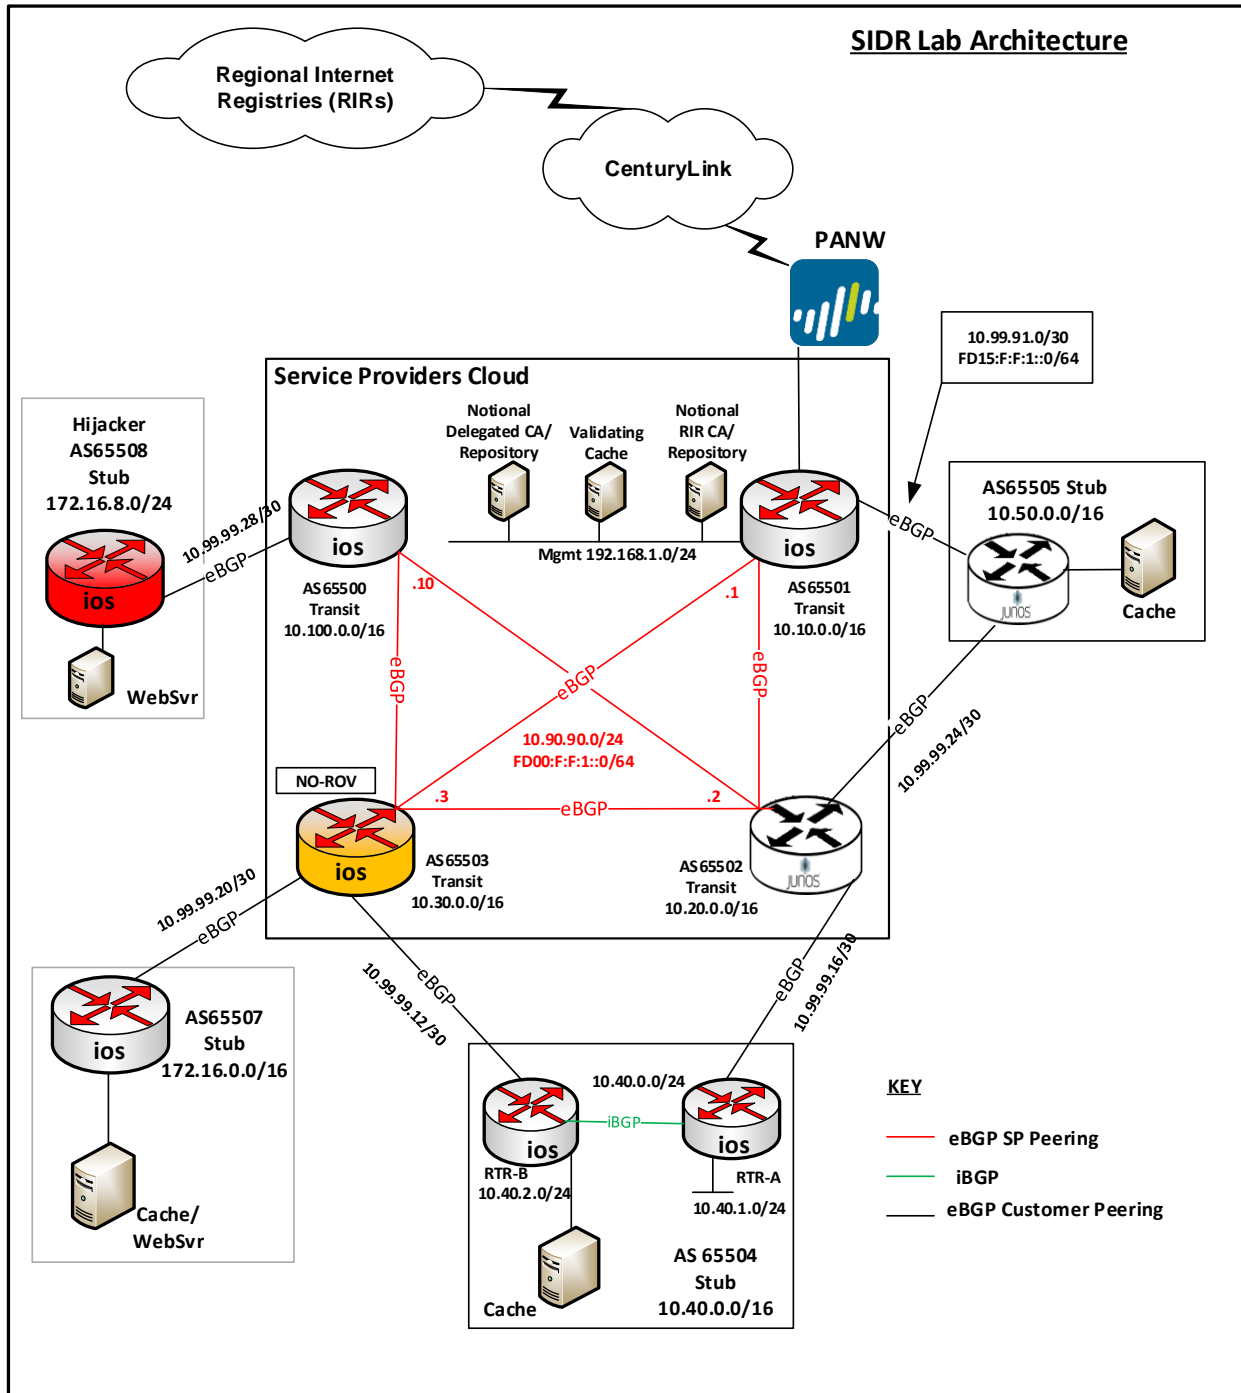 SIDR Lab Architecture
Regional Internet
Registries (RIRs)
CenturyLink
PANW
10.99.91.0/30
FD15:F:F:1::0/64
Service Providers Cloud
Hijacker
AS65508
Stub
172.16.8.0/24
ios
WebSvr
10.99.99.28/30
eBGP
Notional
Delegated CA/
Repository
Validating
Cache
Notional
RIR CA/
Repository
Mgmt 192.168.1.0/24
ios
AS65500
Transit
10.100.0.0/16
.10
ios
AS65501
Transit
10.10.0.0/16
.1
eBGP
AS65505 Stub
10.50.0.0/16
JUNOS
Cache
eBGP
eBGP
eBGP
10.90.90.0/24
FD00:F:F:1::0/64
eBGP
10.99.99.24/30
NO-ROV
.3
eBGP
.2
ios
AS65503
Transit
10.30.0.0/16
AS65502
Transit
10.20.0.0/16
JUNOS
10.99.99.20/30
eBGP
eBGP
10.99.99.12/30
eBGP
10.99.99.16/30
AS65507
Stub
172.16.0.0/16
ios
Cache/
WebSvr
10.40.0.0/24
ios
iBGP
ios
RTR-B
10.40.2.0/24
RTR-A
10.40.1.0/24
Cache
AS 65504
Stub
10.40.0.0/16
KEY
eBGP SP Peering
iBGP
eBGP Customer Peering